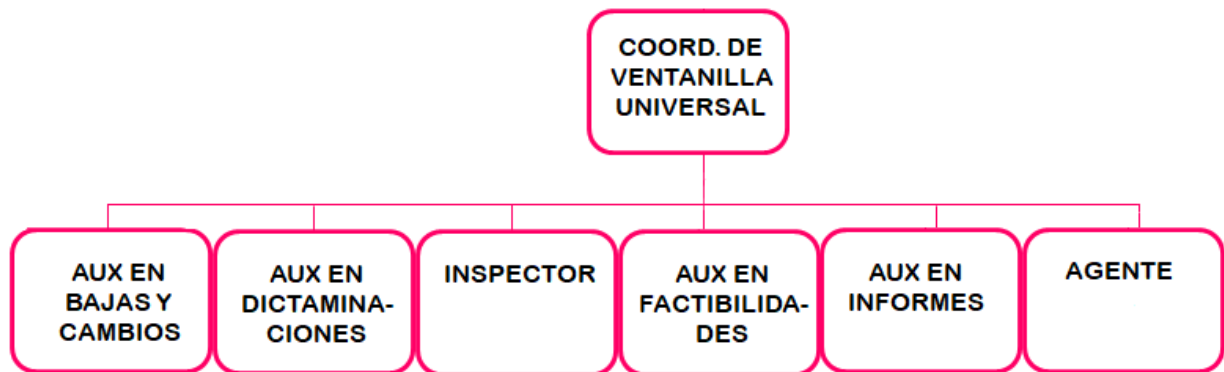 COORD. DE
VENTANILLA
UNIVERSAL
AUX EN
BAJAS Y
CAMBIOS
AUX EN
DICTAMINA-
CIONES
INSPECTOR
AUX EN
FACTIBILIDA-
DES
AUX EN
INFORMES
AGENTE